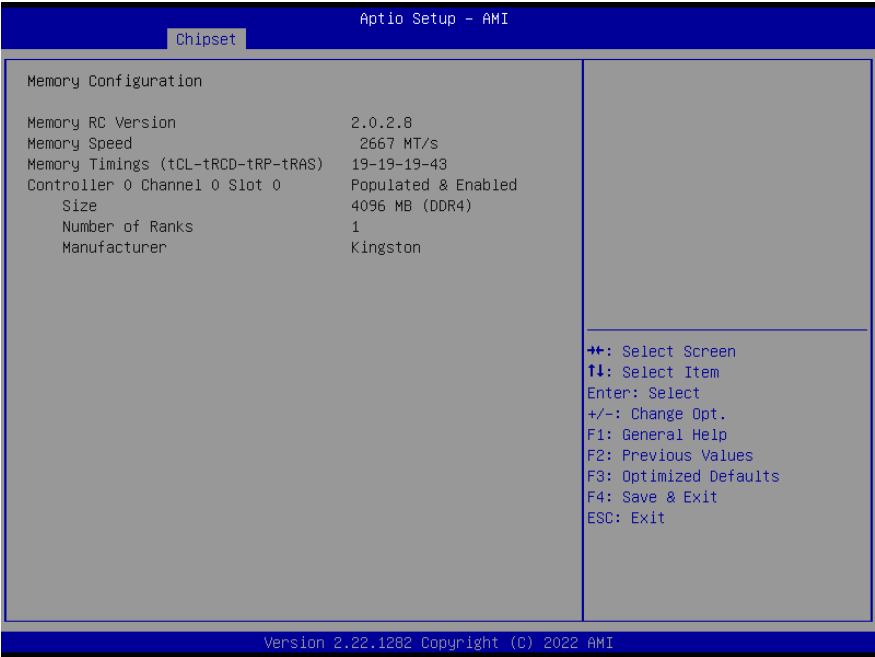 Aptio Setup – AMI
Chipset
Memory Configuration
Memory RC Version 2.0.2.8
Memory Speed 2667 MT/s
Memory Timings (tCL-tRCD-tRP-tRAS) 19-19-19-43
Controller 0 Channel 0 Slot 0 Populated & Enabled
Size 4096 MB (DDR4)
Number of Ranks 1
Manufacturer Kingston
→←: Select Screen
↑↓: Select Item
Enter: Select
+/-: Change Opt.
F1: General Help
F2: Previous Values
F3: Optimized Defaults
F4: Save & Exit
ESC: Exit
Version 2.22.1282 Copyright (C) 2022 AMI